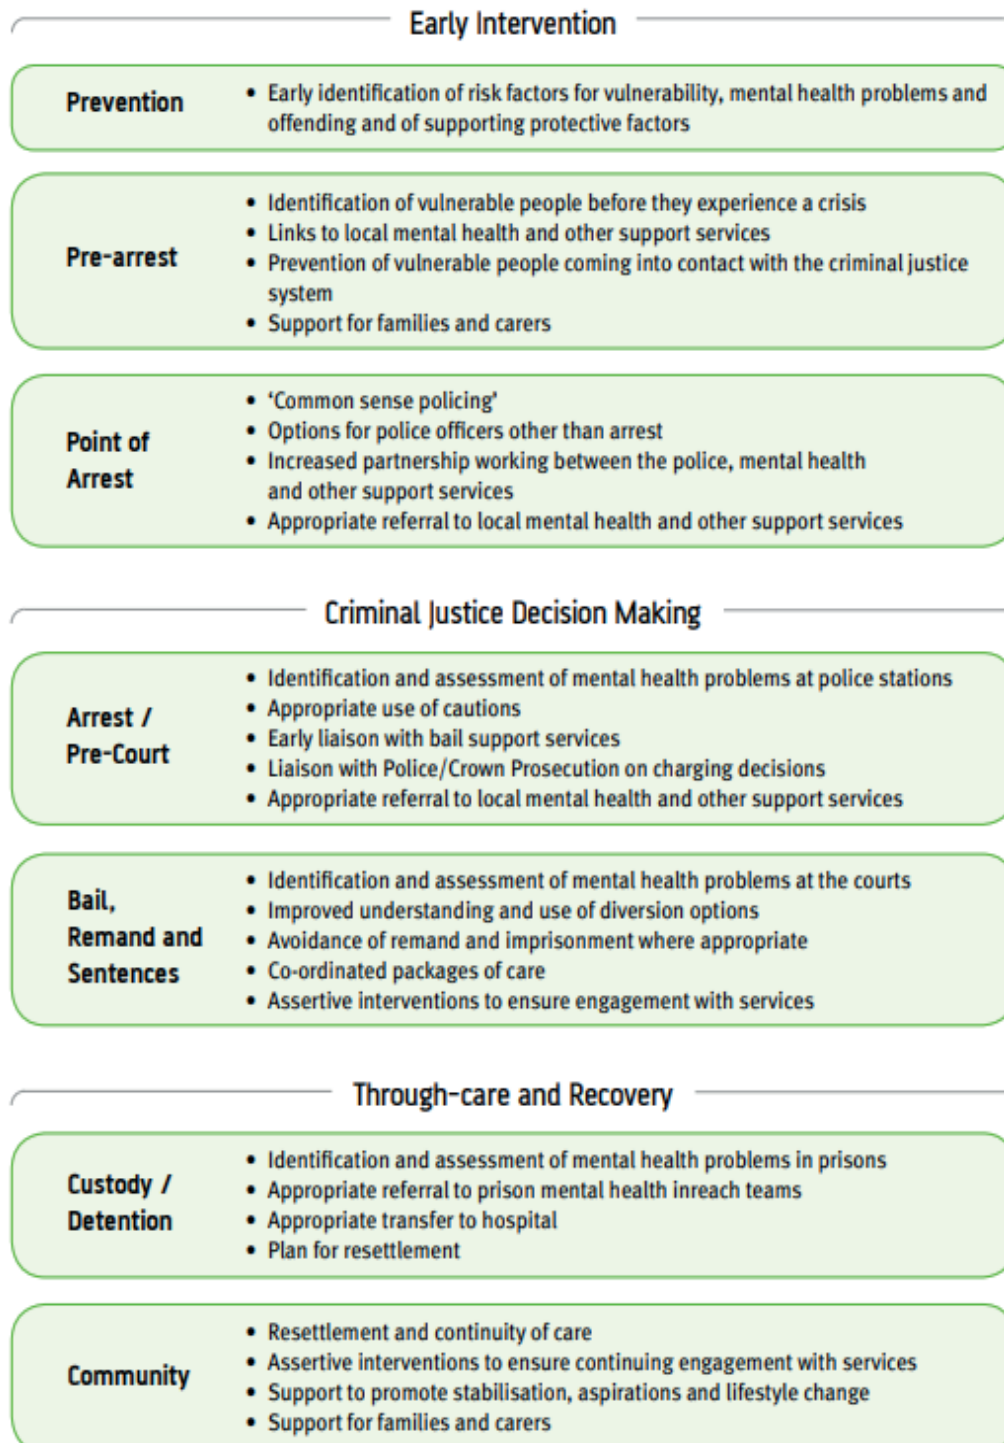 Early Intervention
Prevention
• Early identification of risk factors for vulnerability, mental health problems and
offending and of supporting protective factors
Pre-arrest
• Identification of vulnerable people before they experience a crisis
• Links to local mental health and other support services
• Prevention of vulnerable people coming into contact with the criminal justice
system
• Support for families and carers
Point of
Arrest
• ‘Common sense policing’
• Options for police officers other than arrest
• Increased partnership working between the police, mental health
and other support services
• Appropriate referral to local mental health and other support services
Criminal Justice Decision Making
Arrest /
Pre-Court
• Identification and assessment of mental health problems at police stations
• Appropriate use of cautions
• Early liaison with bail support services
• Liaison with Police/Crown Prosecution on charging decisions
• Appropriate referral to local mental health and other support services
Bail,
Remand and
Sentences
• Identification and assessment of mental health problems at the courts
• Improved understanding and use of diversion options
• Avoidance of remand and imprisonment where appropriate
• Co-ordinated packages of care
• Assertive interventions to ensure engagement with services
Through-care and Recovery
Custody /
Detention
• Identification and assessment of mental health problems in prisons
• Appropriate referral to prison mental health inreach teams
• Appropriate transfer to hospital
• Plan for resettlement
Community
• Resettlement and continuity of care
• Assertive interventions to ensure continuing engagement with services
• Support to promote stabilisation, aspirations and lifestyle change
• Support for families and carers